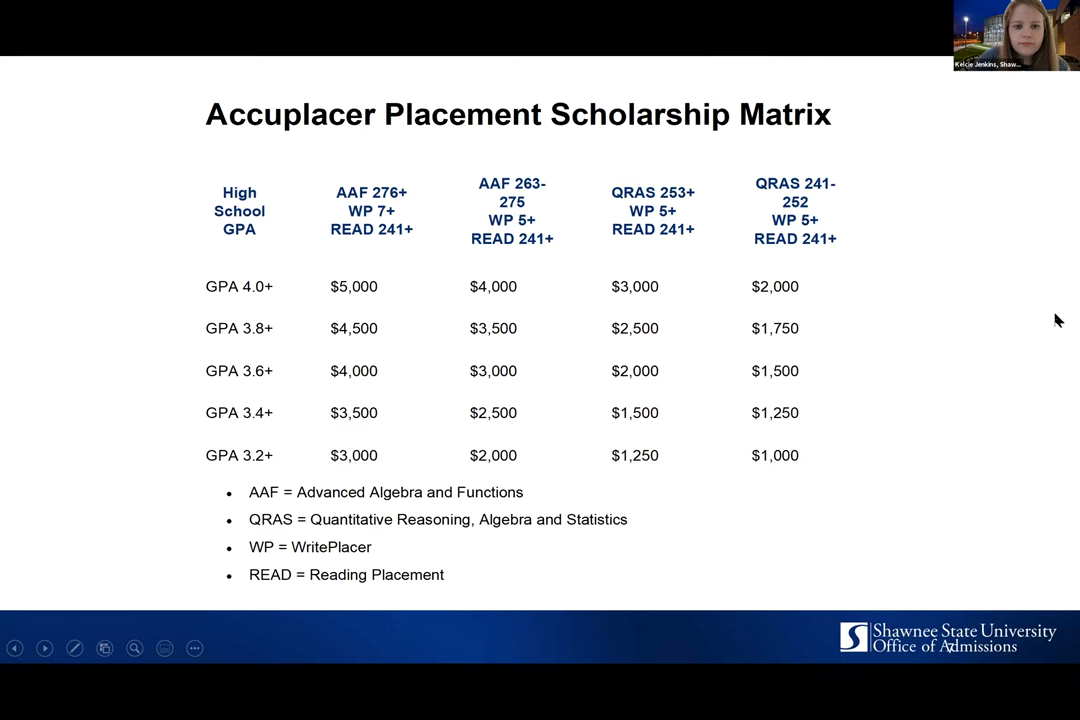 Kelcie Jenkins, Shaw...
Accuplacer Placement Scholarship Matrix
High
School
GPA
AAF 276+
WP 7+
READ 241+
AAF 263-
275
WP 5+
READ 241+
QRAS 253+
WP 5+
READ 241+
QRAS 241-
252
WP 5+
READ 241+
GPA 4.0+ $5,000 $4,000 $3,000 $2,000
GPA 3.8+ $4,500 $3,500 $2,500 $1,750
GPA 3.6+ $4,000 $3,000 $2,000 $1,500
GPA 3.4+ $3,500 $2,500 $1,500 $1,250
GPA 3.2+ $3,000 $2,000 $1,250 $1,000
• AAF = Advanced Algebra and Functions
• QRAS = Quantitative Reasoning, Algebra and Statistics
• WP = WritePlacer
• READ = Reading Placement
Shawnee State University
Office of Admissions
7